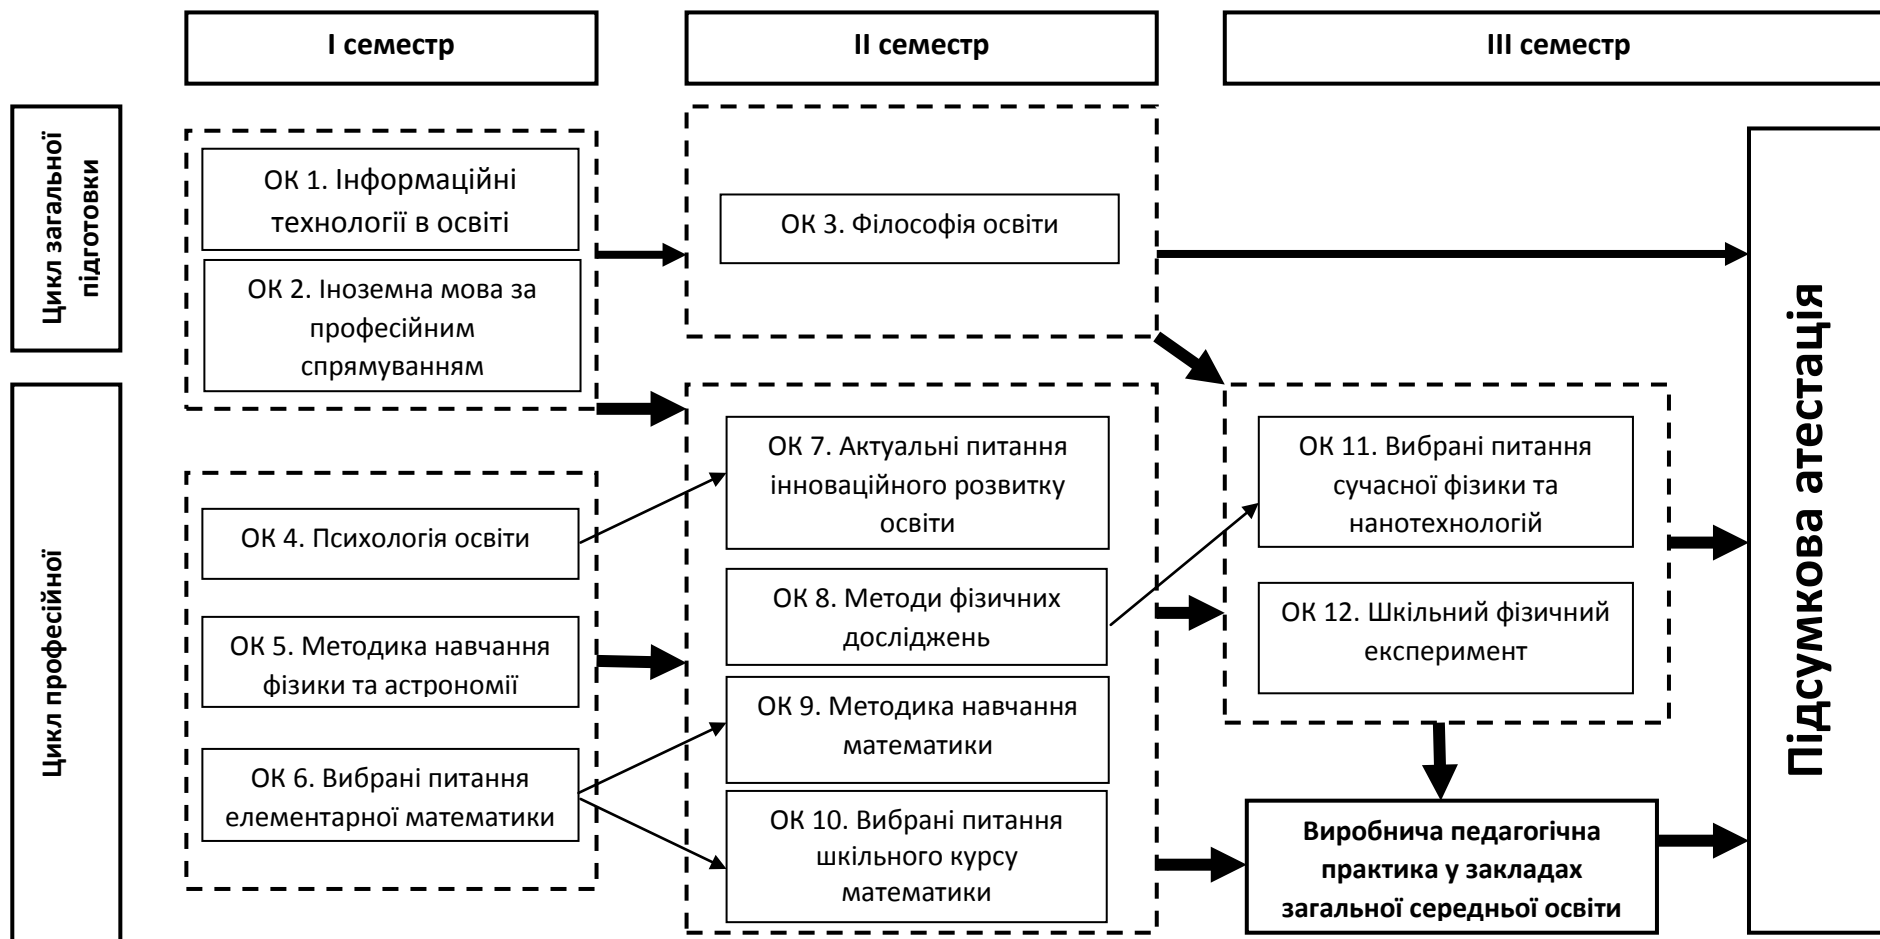 І семестр
ІІ семестр
ІІІ семестр
Цикл загальної
підготовки
ОК 1. Інформаційні
технології в освіті
ОК 2. Іноземна мова за
професійним
спрямуванням
ОК 3. Філософія освіти
Цикл професійної
ОК 4. Психологія освіти
ОК 5. Методика навчання
фізики та астрономії
ОК 6. Вибрані питання
елементарної математики
ОК 7. Актуальні питання
інноваційного розвитку
освіти
ОК 8. Методи фізичних
досліджень
ОК 9. Методика навчання
математики
ОК 10. Вибрані питання
шкільного курсу
математики
ОК 11. Вибрані питання
сучасної фізики та
нанотехнологій
ОК 12. Шкільний фізичний
експеримент
Виробнича педагогічна
практика у закладах
загальної середньої освіти
Підсумкова атестація